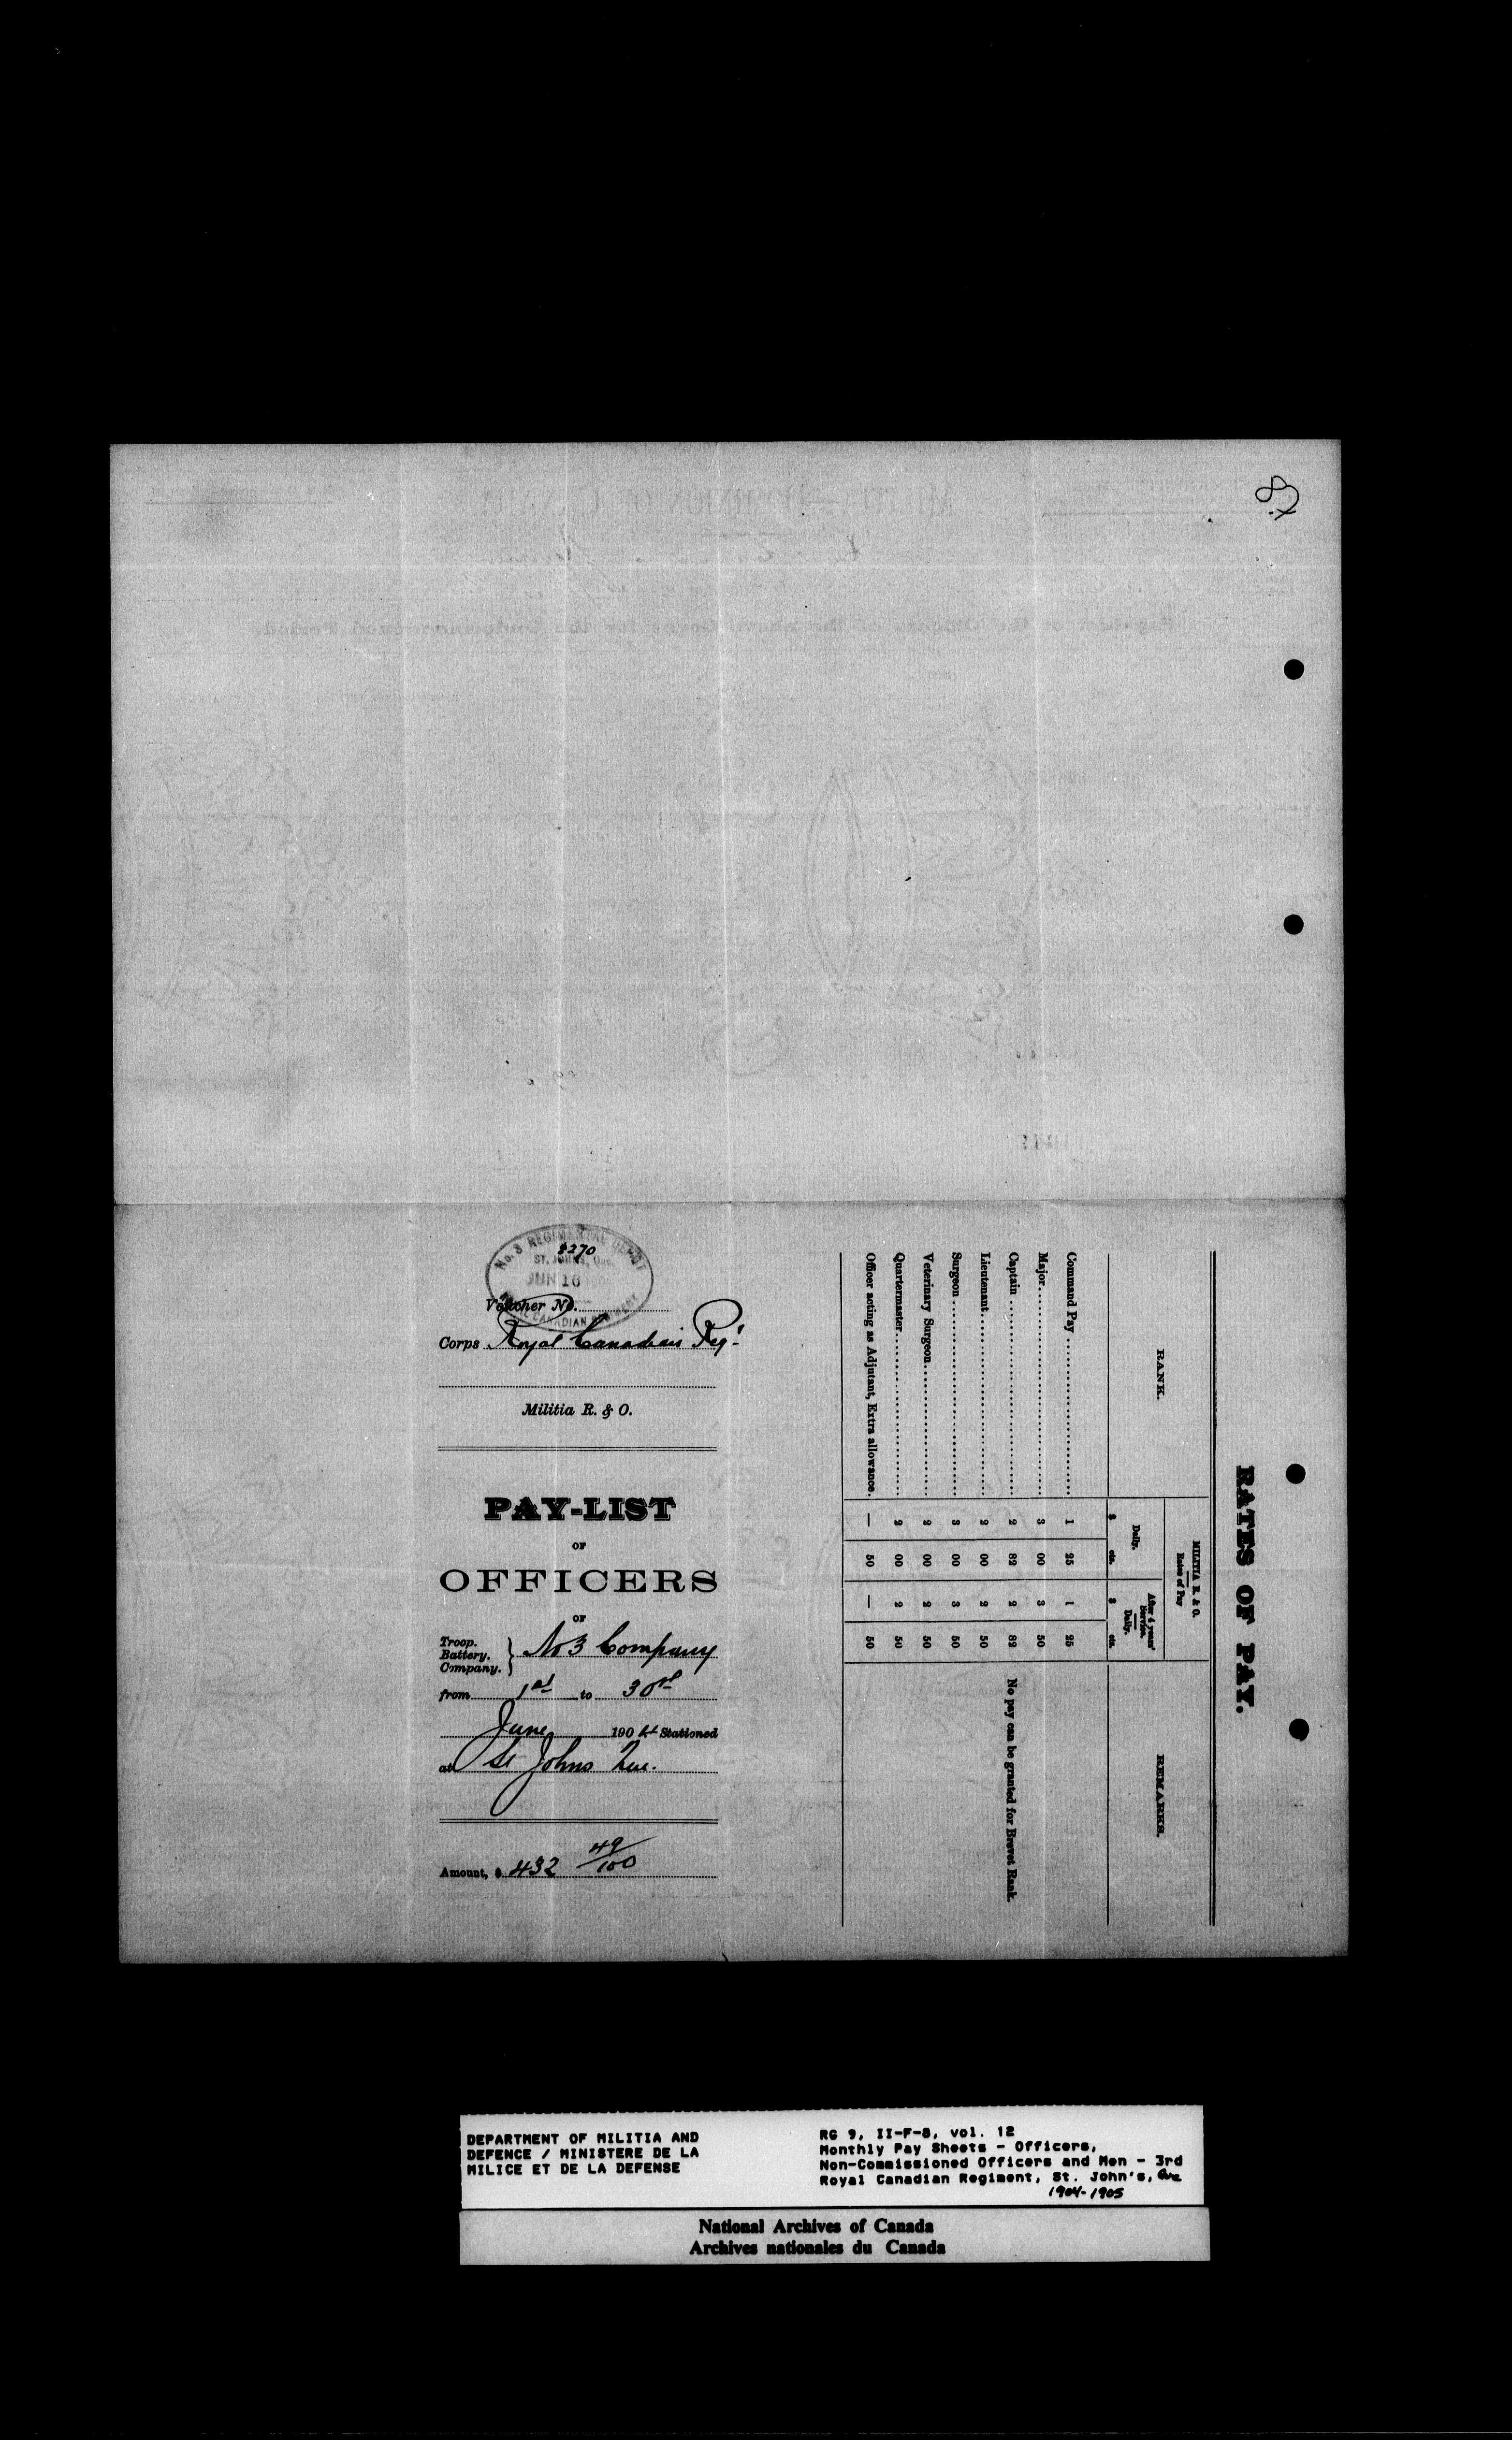 No. 3 REGIMENTAL DEPOT
8270
ST. JOHNS, Que.
JUN 16
CANADIAN
Voucher No.
Corps Royal Canadian Regt
Militia R. & O.
PAY-LIST
OF
OFFICERS
OF
Troop.
Battery. } No 3 Company
Company.
from 1st to 30th
June 1904 Stationed
at St Johns Que.
Amount, $ 432 49/100
RATES OF PAY.
RANK. MILITIA R. & O. REMARKS.
Rates of Pay
Daily. After 4 years' Service. Daily.
$ cts. $ cts.
Command Pay 1 25 1 25
Major 3 00 3 50
Captain 2 82 2 82 No pay can be granted for Brevet Rank.
Lieutenant 2 00 2 50
Surgeon 3 00 3 50
Veterinary Surgeon 2 00 2 50
Quartermaster 2 00 2 50
Officer acting as Adjutant, Extra allowance. — 50 — 50
DEPARTMENT OF MILITIA AND
DEFENCE / MINISTERE DE LA
MILICE ET DE LA DEFENSE
RG 9, II-F-8, vol. 12
Monthly Pay Sheets - Officers,
Non-Commissioned Officers and Men - 3rd
Royal Canadian Regiment, St. John's, Que
1904-1905
National Archives of Canada
Archives nationales du Canada